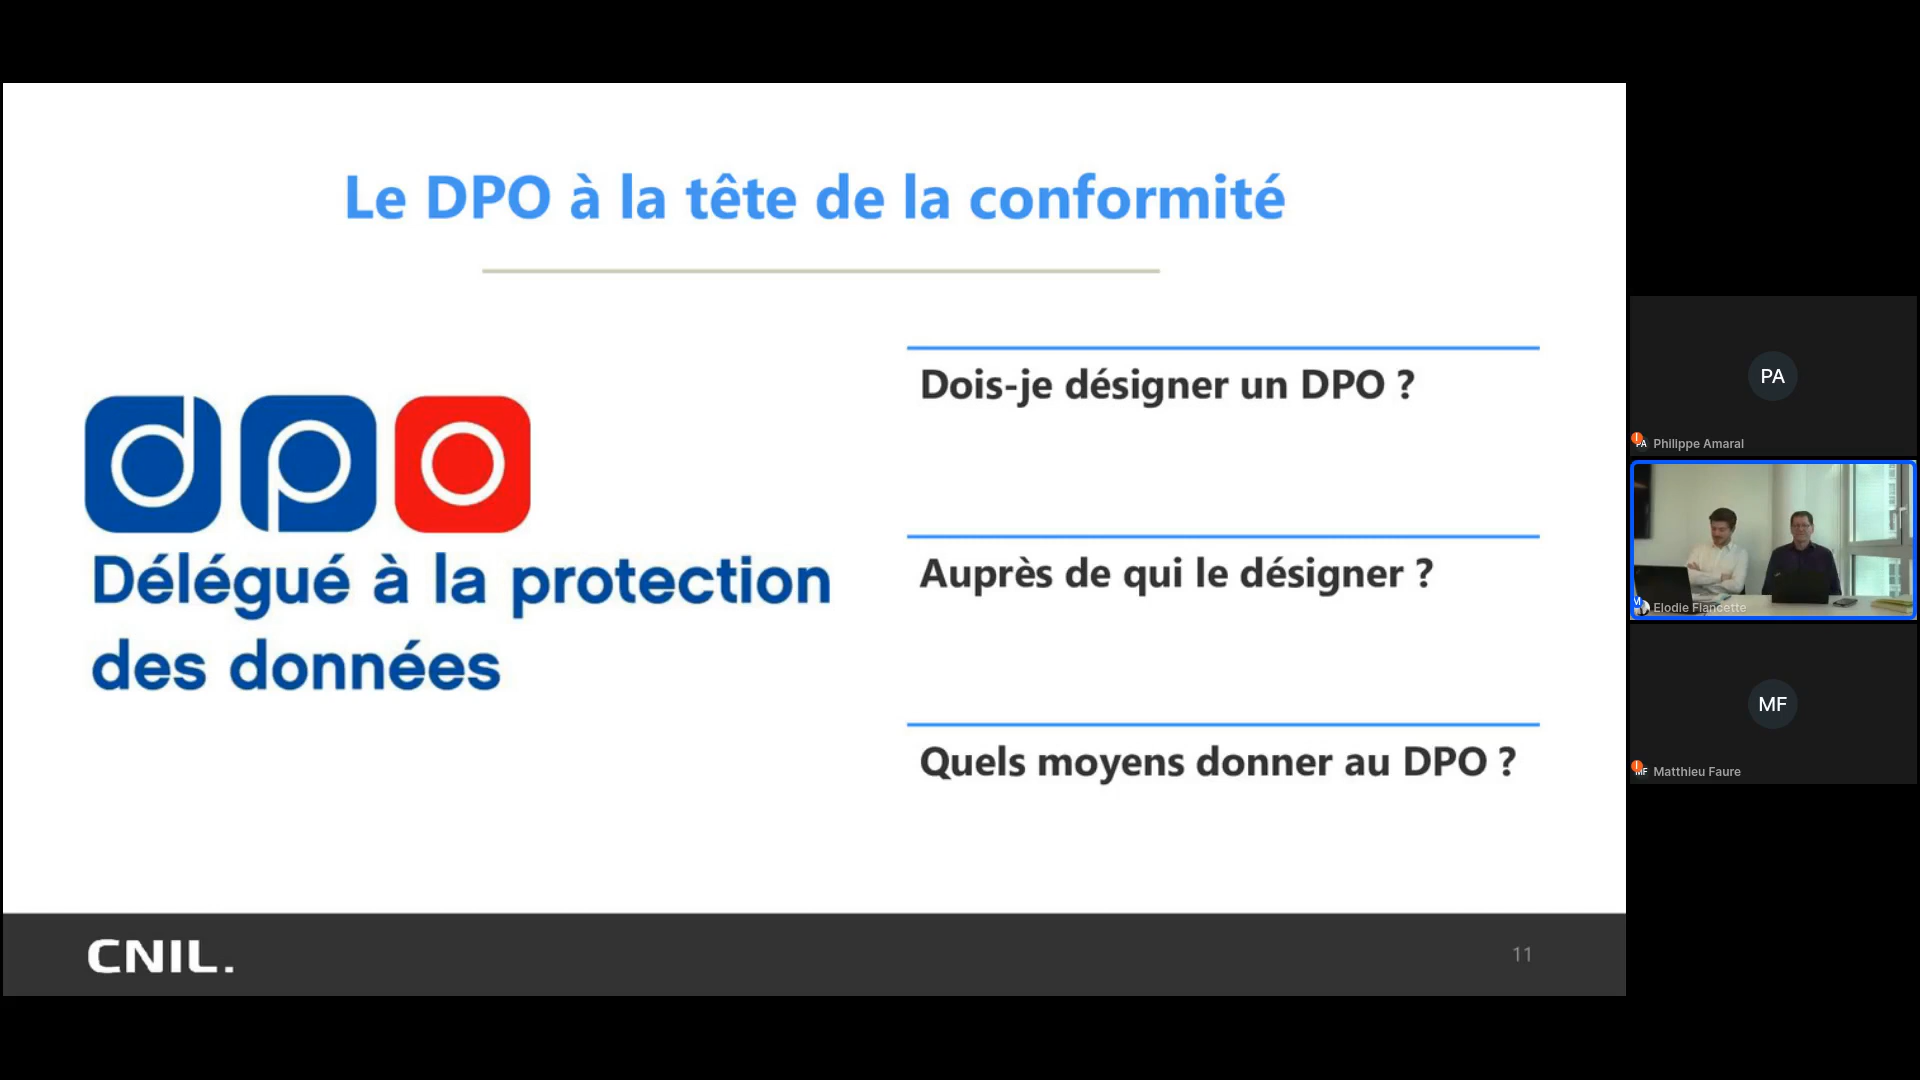 Le DPO à la tête de la conformité
dpo
Délégué à la protection
des données
Dois-je désigner un DPO ?
Auprès de qui le désigner ?
Quels moyens donner au DPO ?
CNIL.
11
PA
PA Philippe Amaral
M Elodie Flancette
MF
MF Matthieu Faure